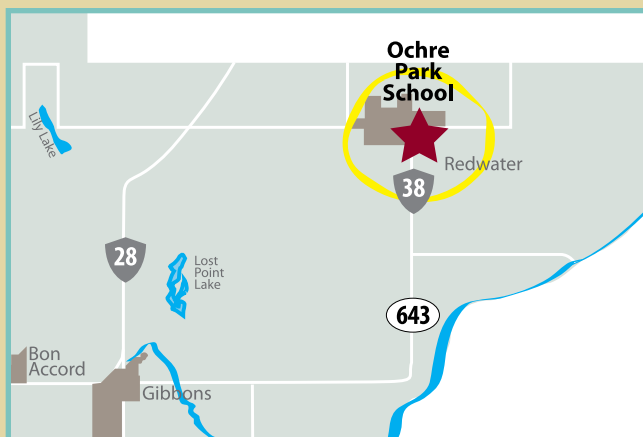 Ochre
Park
School
Lily Lake
Redwater
38
28
Lost
Point
Lake
643
Bon
Accord
Gibbons